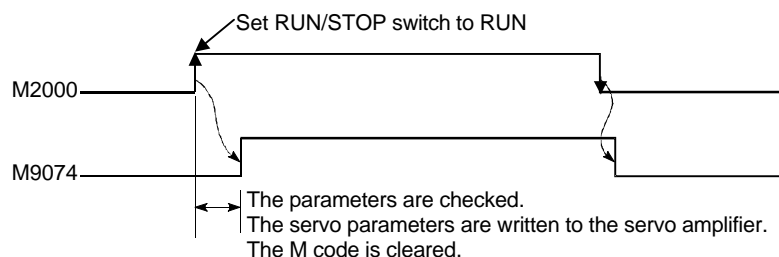 Set RUN/STOP switch to RUN
M2000
M9074
The parameters are checked.
The servo parameters are written to the servo amplifier.
The M code is cleared.